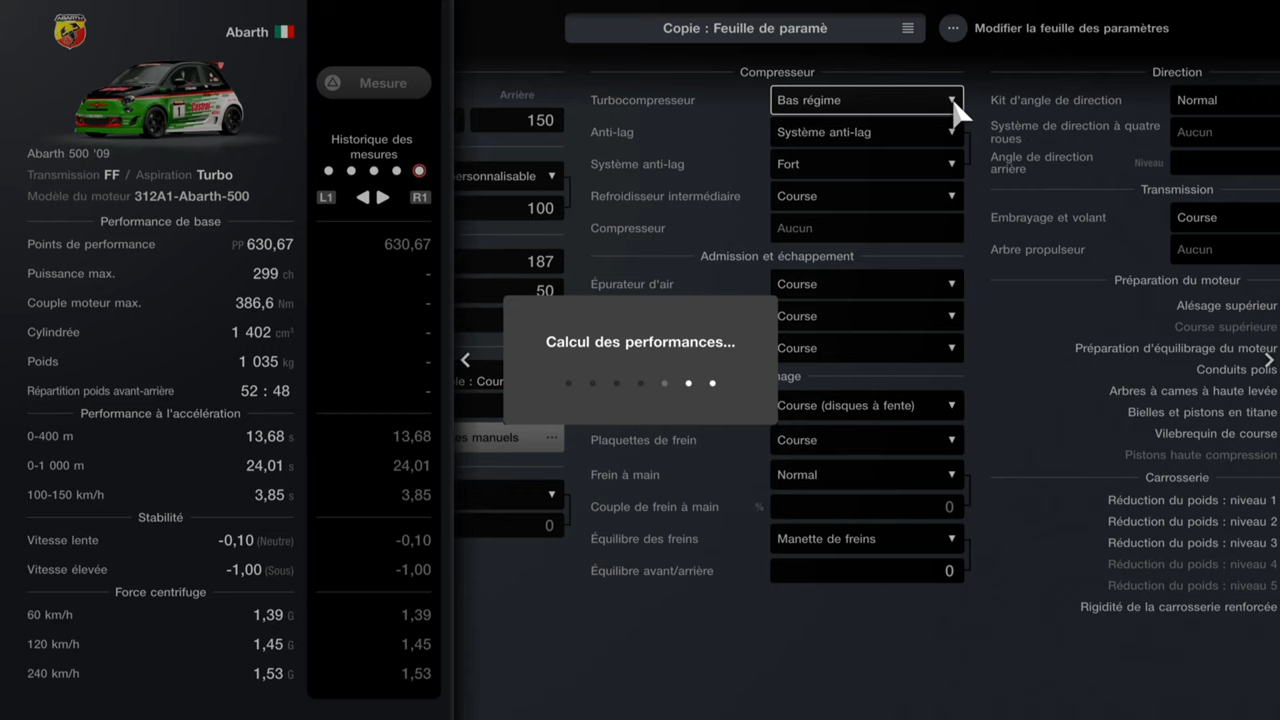 ABARTH
Abarth
Abarth 500 '09
Transmission FF / Aspiration Turbo
Modèle du moteur 312A1-Abarth-500
Performance de base
Points de performance PP 630,67
Puissance max. 299 ch
Couple moteur max. 386,6 Nm
Cylindrée 1 402 cm³
Poids 1 035 kg
Répartition poids avant-arrière 52 : 48
Performance à l'accélération
0-400 m 13,68 s
0-1 000 m 24,01 s
100-150 km/h 3,85 s
Stabilité
Vitesse lente -0,10 (Neutre)
Vitesse élevée -1,00 (Sous)
Force centrifuge
60 km/h 1,39 G
120 km/h 1,45 G
240 km/h 1,53 G
Mesure
Historique des
mesures
L1 R1
630,67
-
-
-
-
-
13,68
24,01
3,85
-0,10
-1,00
1,39
1,45
1,53
Copie : Feuille de paramè
Modifier la feuille des paramètres
Arrière
150
ersonnalisable
100
187
50
le : Cour
es manuels
0
Compresseur
Turbocompresseur Bas régime
Anti-lag Système anti-lag
Système anti-lag Fort
Refroidisseur intermédiaire Course
Compresseur Aucun
Admission et échappement
Épurateur d'air Course
Course
Course
Calcul des performances...
nage
Course (disques à fente)
Plaquettes de frein Course
Frein à main Normal
Couple de frein à main % 0
Équilibre des freins Manette de freins
Équilibre avant/arrière 0
Direction
Kit d'angle de direction Normal
Système de direction à quatre
roues Aucun
Angle de direction
arrière Niveau
Transmission
Embrayage et volant Course
Arbre propulseur Aucun
Préparation du moteur
Alésage supérieur
Course supérieure
Préparation d'équilibrage du moteur
Conduits polis
Arbres à cames à haute levée
Bielles et pistons en titane
Vilebrequin de course
Pistons haute compression
Carrosserie
Réduction du poids : niveau 1
Réduction du poids : niveau 2
Réduction du poids : niveau 3
Réduction du poids : niveau 4
Réduction du poids : niveau 5
Rigidité de la carrosserie renforcée